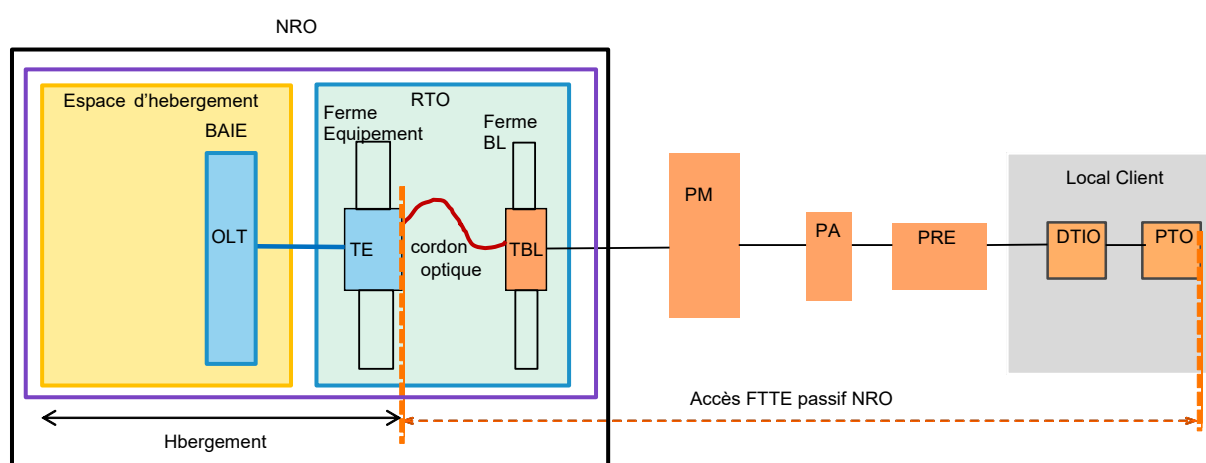 NRO
Espace d'hebergement
BAIE
OLT
RTO
Ferme
Equipement
Ferme
BL
TE
cordon
optique
TBL
PM
PA
PRE
Local Client
DTIO
PTO
Accès FTTE passif NRO
Hbergement